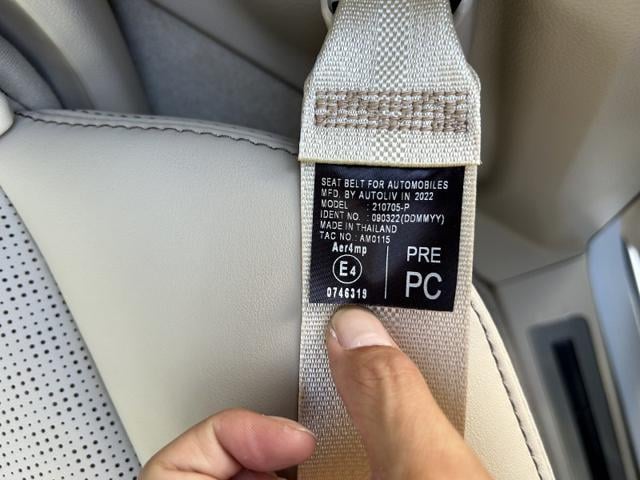 SEAT BELT FOR AUTOMOBILES
MFD. BY AUTOLIV IN 2022
MODEL : 210705-P
IDENT NO. : 090322(DDMMYY)
MADE IN THAILAND
TAC NO.: AM0115
Aer4mp
E4
0746319
PRE
PC